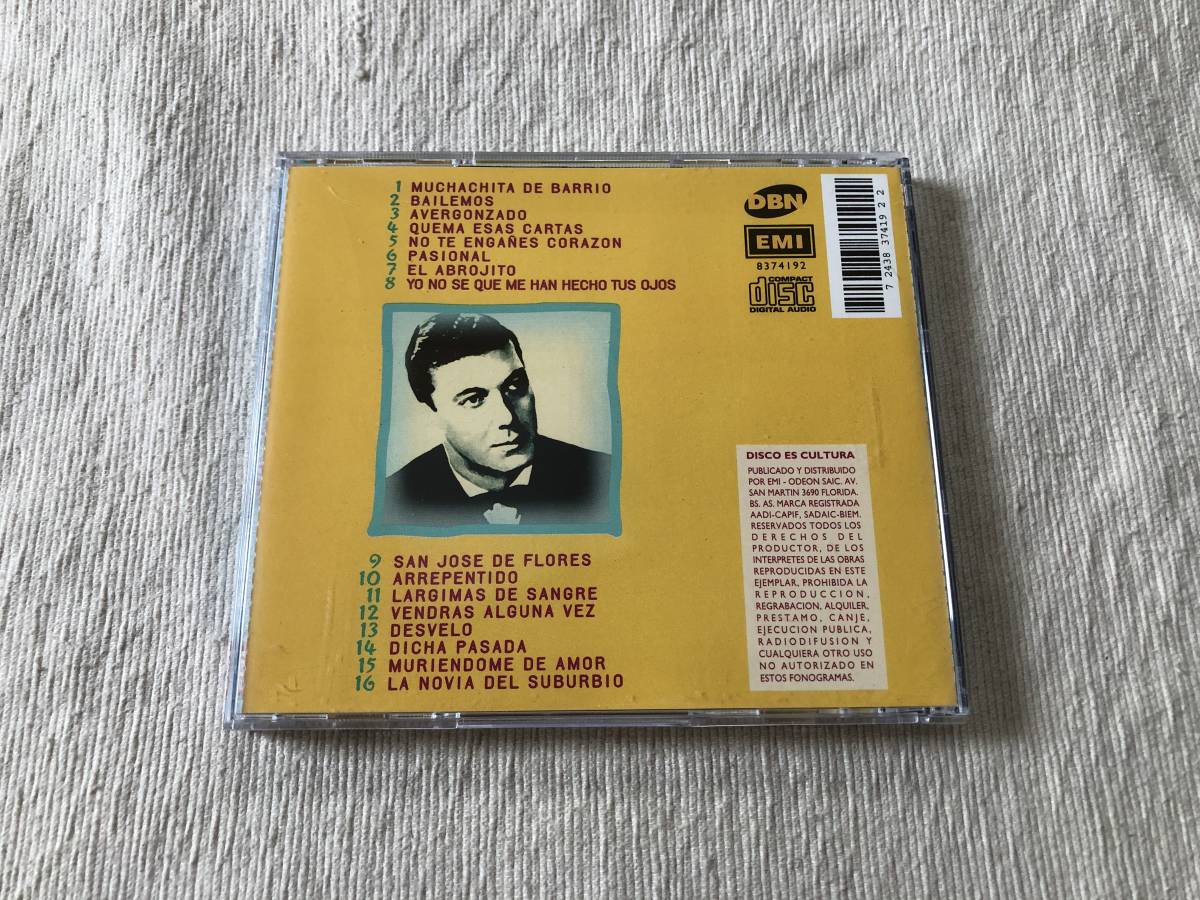 1 MUCHACHITA DE BARRIO
2 BAILEMOS
3 AVERGONZADO
4 QUEMA ESAS CARTAS
5 NO TE ENGAÑES CORAZON
6 PASIONAL
7 EL ABROJITO
8 YO NO SE QUE ME HAN HECHO TUS OJOS
9 SAN JOSE DE FLORES
10 ARREPENTIDO
11 LARGIMAS DE SANGRE
12 VENDRAS ALGUNA VEZ
13 DESVELO
14 DICHA PASADA
15 MURIENDOME DE AMOR
16 LA NOVIA DEL SUBURBIO
DBN
EMI
8374192
COMPACT
disc
DIGITAL AUDIO
7 24383 37419 2 2
DISCO ES CULTURA
PUBLICADO Y DISTRIBUIDO
POR EMI - ODEON SAIC. AV.
SAN MARTIN 3690 FLORIDA.
BS. AS. MARCA REGISTRADA
AADI-CAPIF, SADAIC-BIEM.
RESERVADOS TODOS LOS
DERECHOS DEL
PRODUCTOR, DE LOS
INTERPRETES DE LAS OBRAS
REPRODUCIDAS EN ESTE
EJEMPLAR, PROHIBIDA LA
REPRODUCCION,
REGRABACION, ALQUILER,
PRESTAMO, CANJE,
EJECUCION PUBLICA,
RADIODIFUSION Y
CUALQUIERA OTRO USO
NO AUTORIZADO EN
ESTOS FONOGRAMAS.